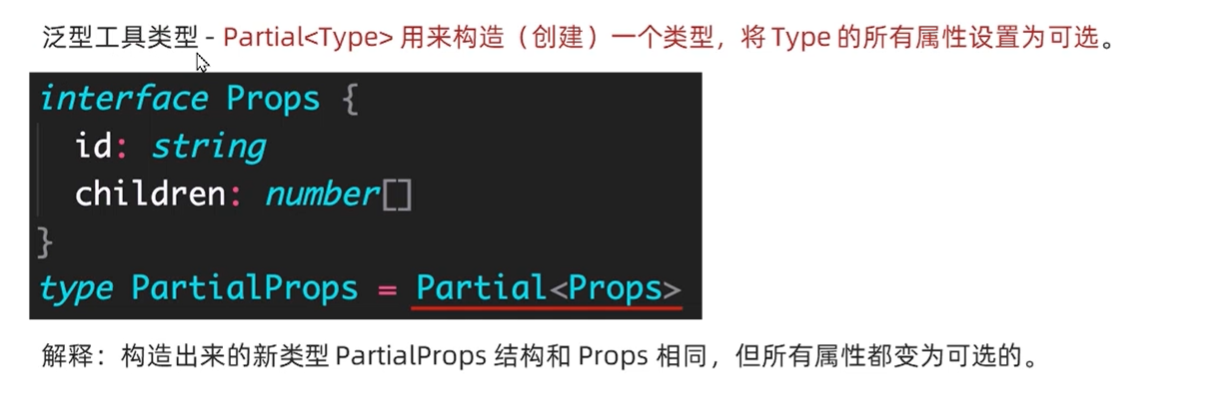 泛型工具类型 - Partial<Type> 用来构造（创建）一个类型，将 Type 的所有属性设置为可选。
interface Props {
  id: string
  children: number[]
}
type PartialProps = Partial<Props>
解释：构造出来的新类型 PartialProps 结构和 Props 相同，但所有属性都变为可选的。